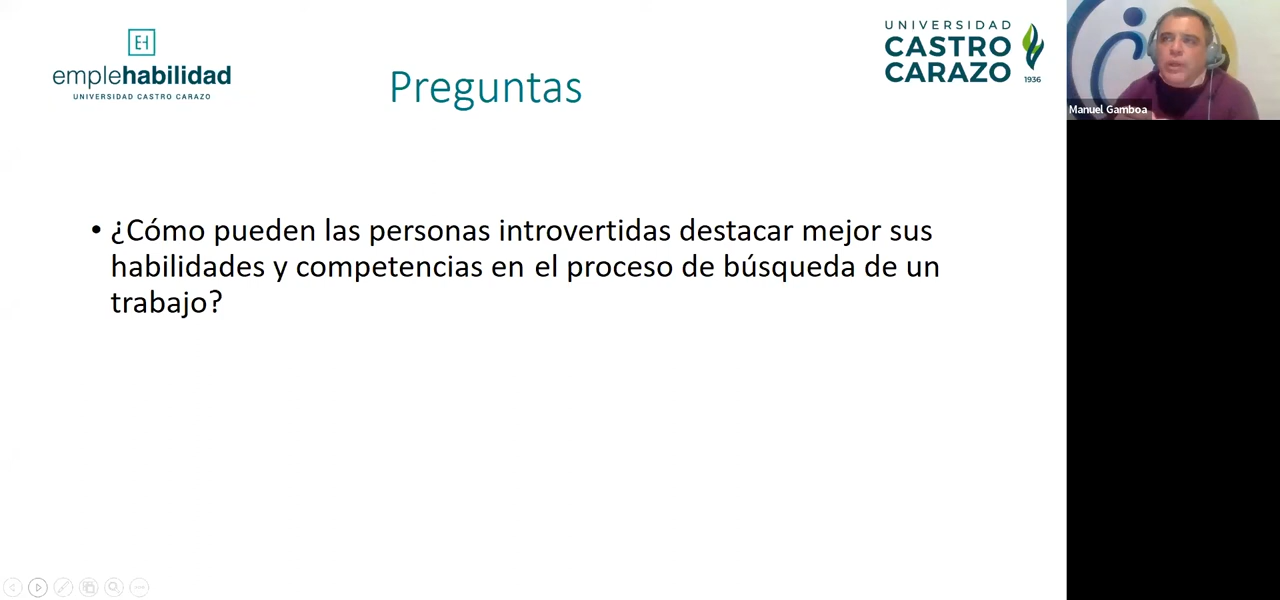 EH
emplehabilidad
UNIVERSIDAD CASTRO CARAZO
Preguntas
UNIVERSIDAD
CASTRO
CARAZO
1936
Manuel Gamboa
• ¿Cómo pueden las personas introvertidas destacar mejor sus
habilidades y competencias en el proceso de búsqueda de un
trabajo?